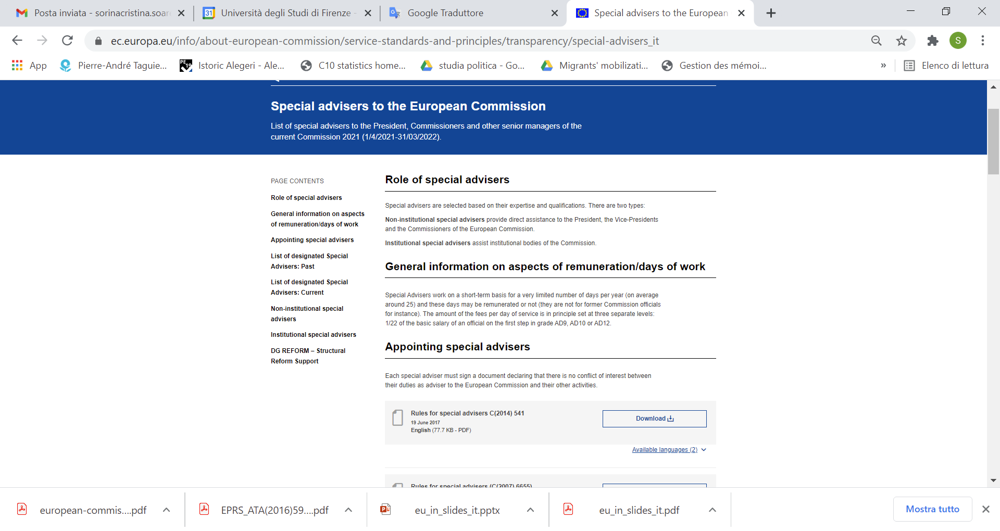 Posta inviata - sorinacristina.soar
Università degli Studi di Firenze -
Google Traduttore
Special advisers to the European
ec.europa.eu/info/about-european-commission/service-standards-and-principles/transparency/special-advisers_it
S
App
Pierre-André Taguie...
Istoric Alegeri - Ale...
C10 statistics home...
studia politica - Go...
Migrants' mobilizati...
Gestion des mémoi...
»
Elenco di lettura
Special advisers to the European Commission
List of special advisers to the President, Commissioners and other senior managers of the
current Commission 2021 (1/4/2021-31/03/2022).
PAGE CONTENTS
Role of special advisers
General information on aspects
of remuneration/days of work
Appointing special advisers
List of designated Special
Advisers: Past
List of designated Special
Advisers: Current
Non-institutional special
advisers
Institutional special advisers
DG REFORM – Structural
Reform Support
Role of special advisers
Special advisers are selected based on their expertise and qualifications. There are two types:
Non-institutional special advisers provide direct assistance to the President, the Vice-Presidents
and the Commissioners of the European Commission.
Institutional special advisers assist institutional bodies of the Commission.
General information on aspects of remuneration/days of work
Special Advisers work on a short-term basis for a very limited number of days per year (on average
around 25) and these days may be remunerated or not (they are not for former Commission officials
for instance). The amount of the fees per day of service is in principle set at three separate levels:
1/22 of the basic salary of an official on the first step in grade AD9, AD10 or AD12.
Appointing special advisers
Each special adviser must sign a document declaring that there is no conflict of interest between
their duties as adviser to the European Commission and their other activities.
Rules for special advisers C(2014) 541
19 June 2017
English (77.7 KB - PDF)
Download
Available languages (2)
Rules for special advisers (C(2007) 6655)
european-commis....pdf
EPRS_ATA(2016)59....pdf
eu_in_slides_it.pptx
eu_in_slides_it.pdf
Mostra tutto